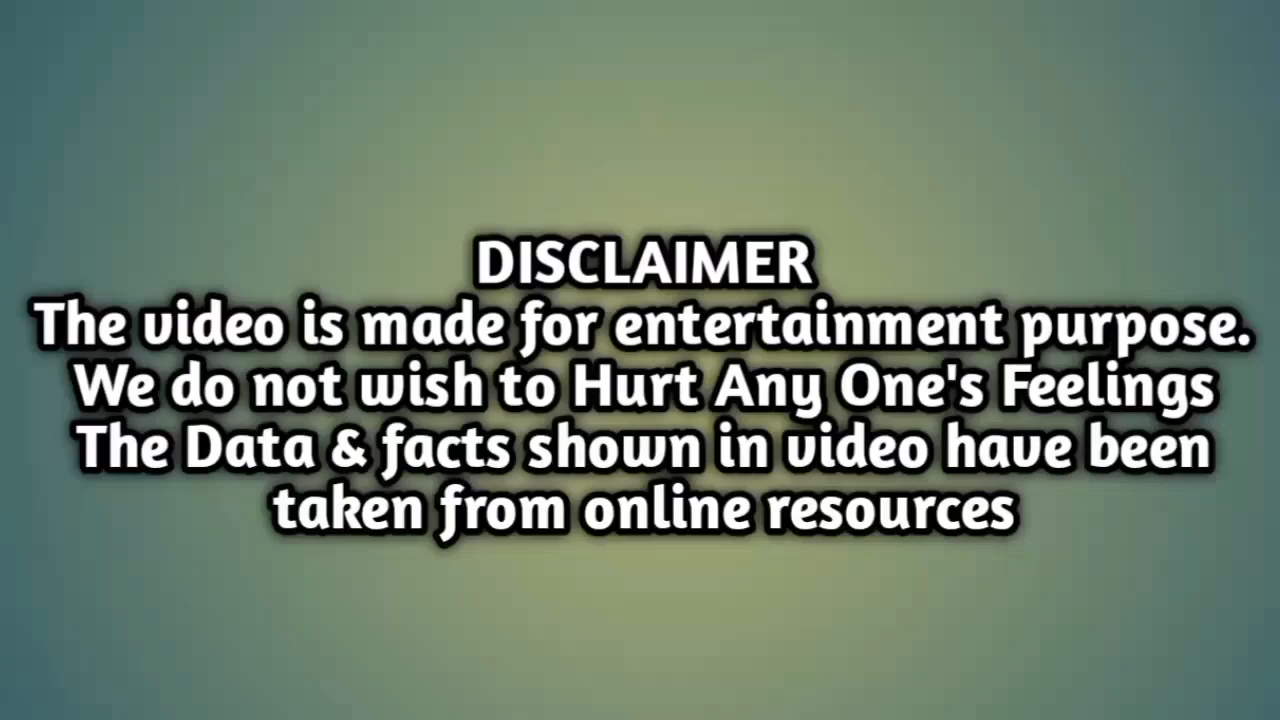 DISCLAIMER
The video is made for entertainment purpose.
We do not wish to Hurt Any One's Feelings
The Data & facts shown in video have been
taken from online resources